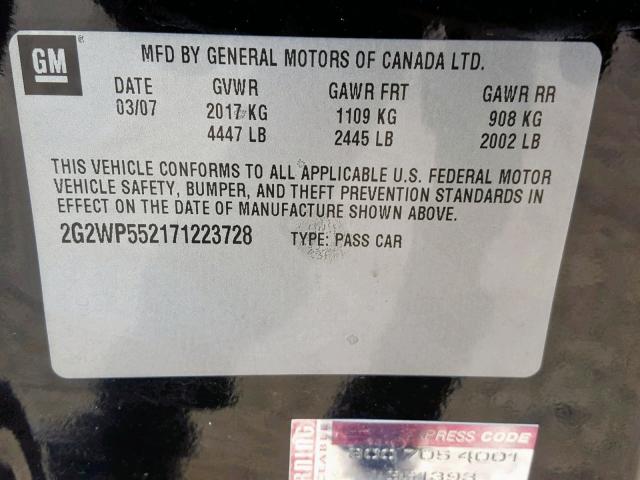 GM
MFD BY GENERAL MOTORS OF CANADA LTD.
DATE GVWR GAWR FRT GAWR RR
03/07 2017 KG 1109 KG 908 KG
4447 LB 2445 LB 2002 LB
THIS VEHICLE CONFORMS TO ALL APPLICABLE U.S. FEDERAL MOTOR
VEHICLE SAFETY, BUMPER, AND THEFT PREVENTION STANDARDS IN
EFFECT ON THE DATE OF MANUFACTURE SHOWN ABOVE.
2G2WP552171223728 TYPE: PASS CAR
PRESS CODE
705 4001